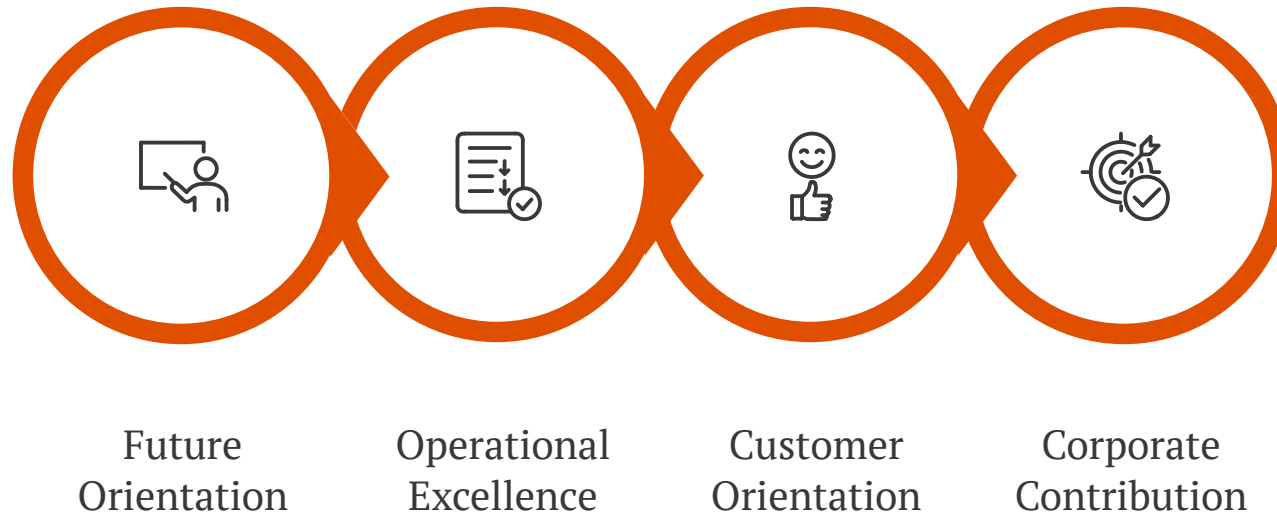 Future
Orientation
Operational
Excellence
Customer
Orientation
Corporate
Contribution